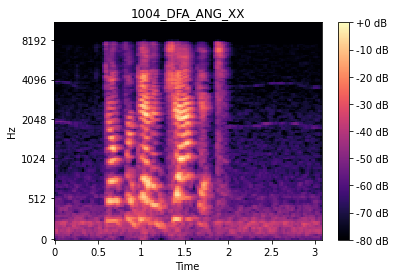 1004_DFA_ANG_XX
8192
4096
2048
1024
512
0
Hz
0 0.5 1 1.5 2 2.5 3
Time
+0 dB
-10 dB
-20 dB
-30 dB
-40 dB
-50 dB
-60 dB
-70 dB
-80 dB